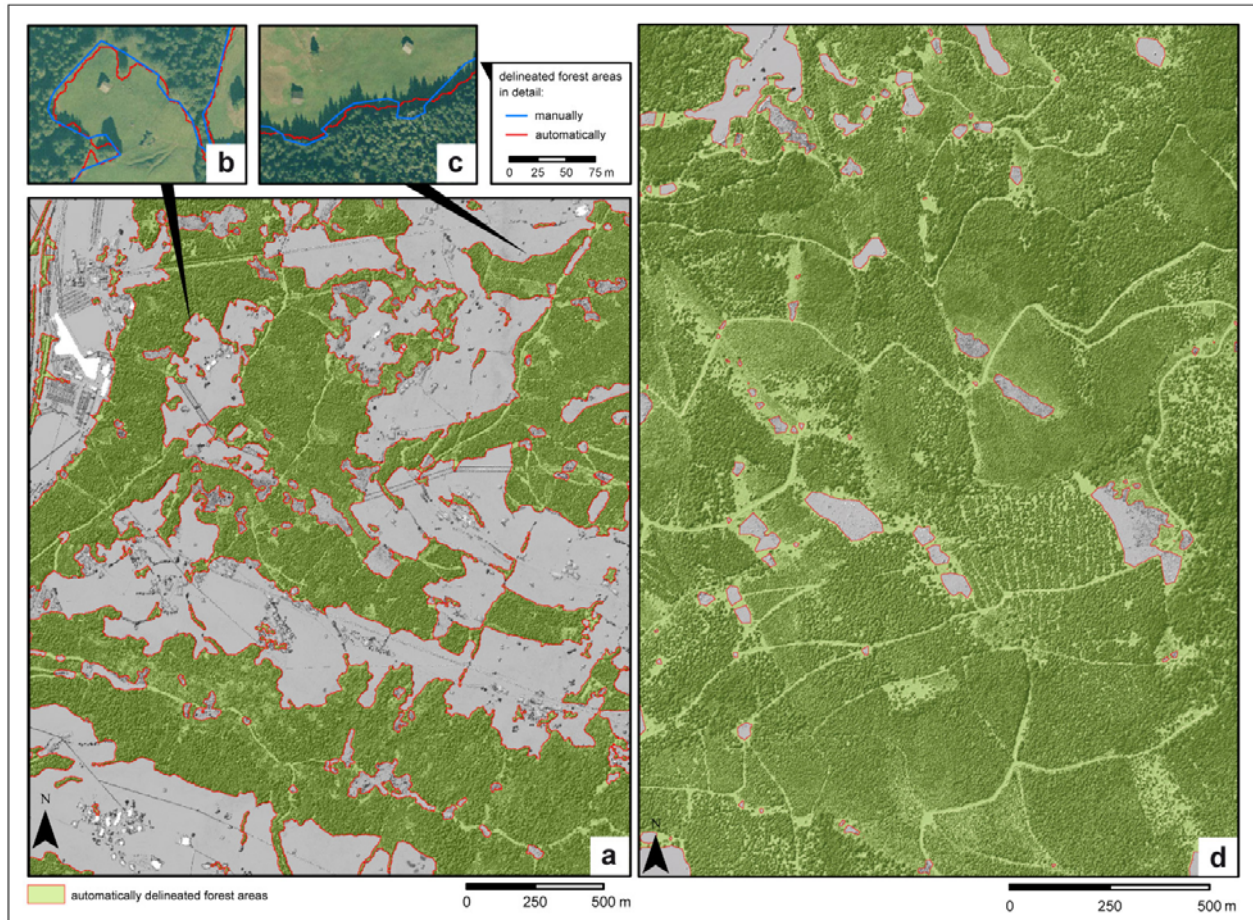 b
c
delineated forest areas
in detail:
manually
automatically
0 25 50 75 m
N
a
N
d
automatically delineated forest areas
0 250 500 m
0 250 500 m